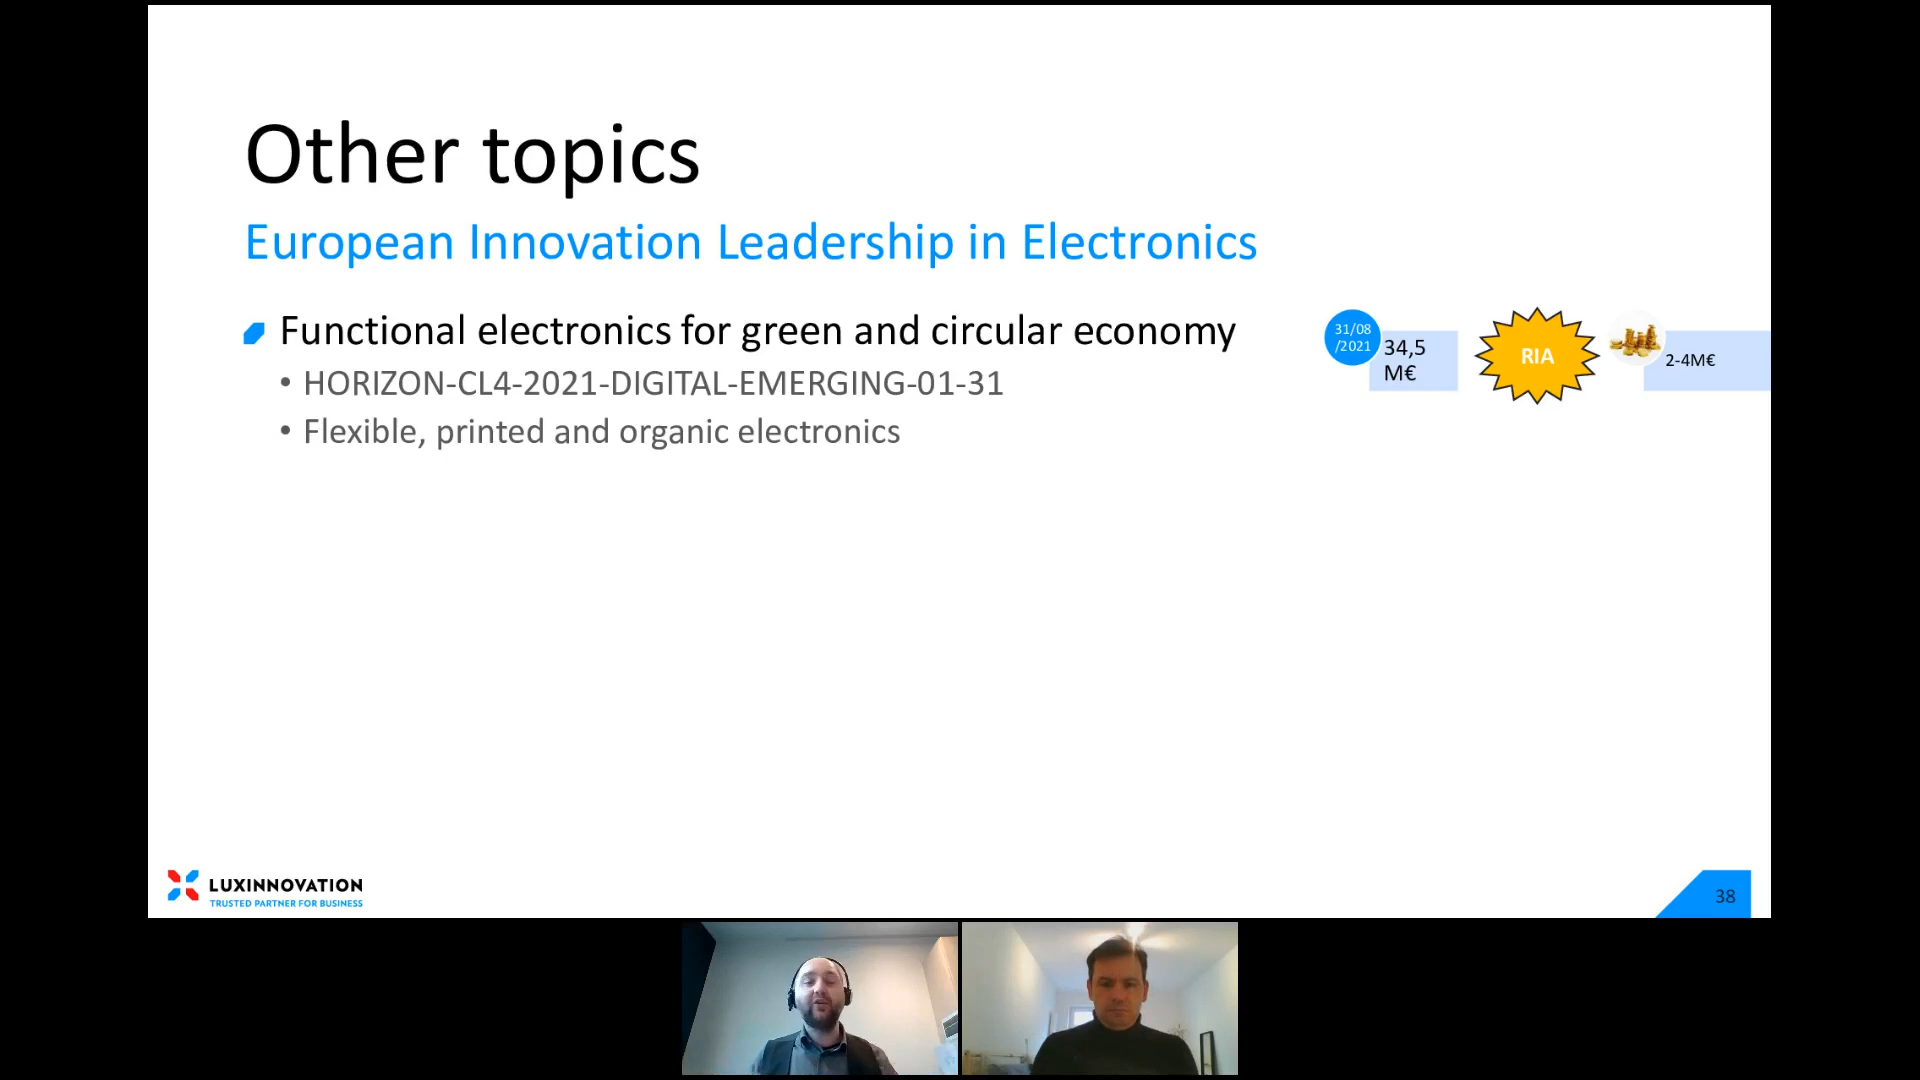 Other topics
European Innovation Leadership in Electronics
Functional electronics for green and circular economy
• HORIZON-CL4-2021-DIGITAL-EMERGING-01-31
• Flexible, printed and organic electronics
31/08
/2021
34,5
M€
RIA
2-4M€
LUXINNOVATION
TRUSTED PARTNER FOR BUSINESS
38